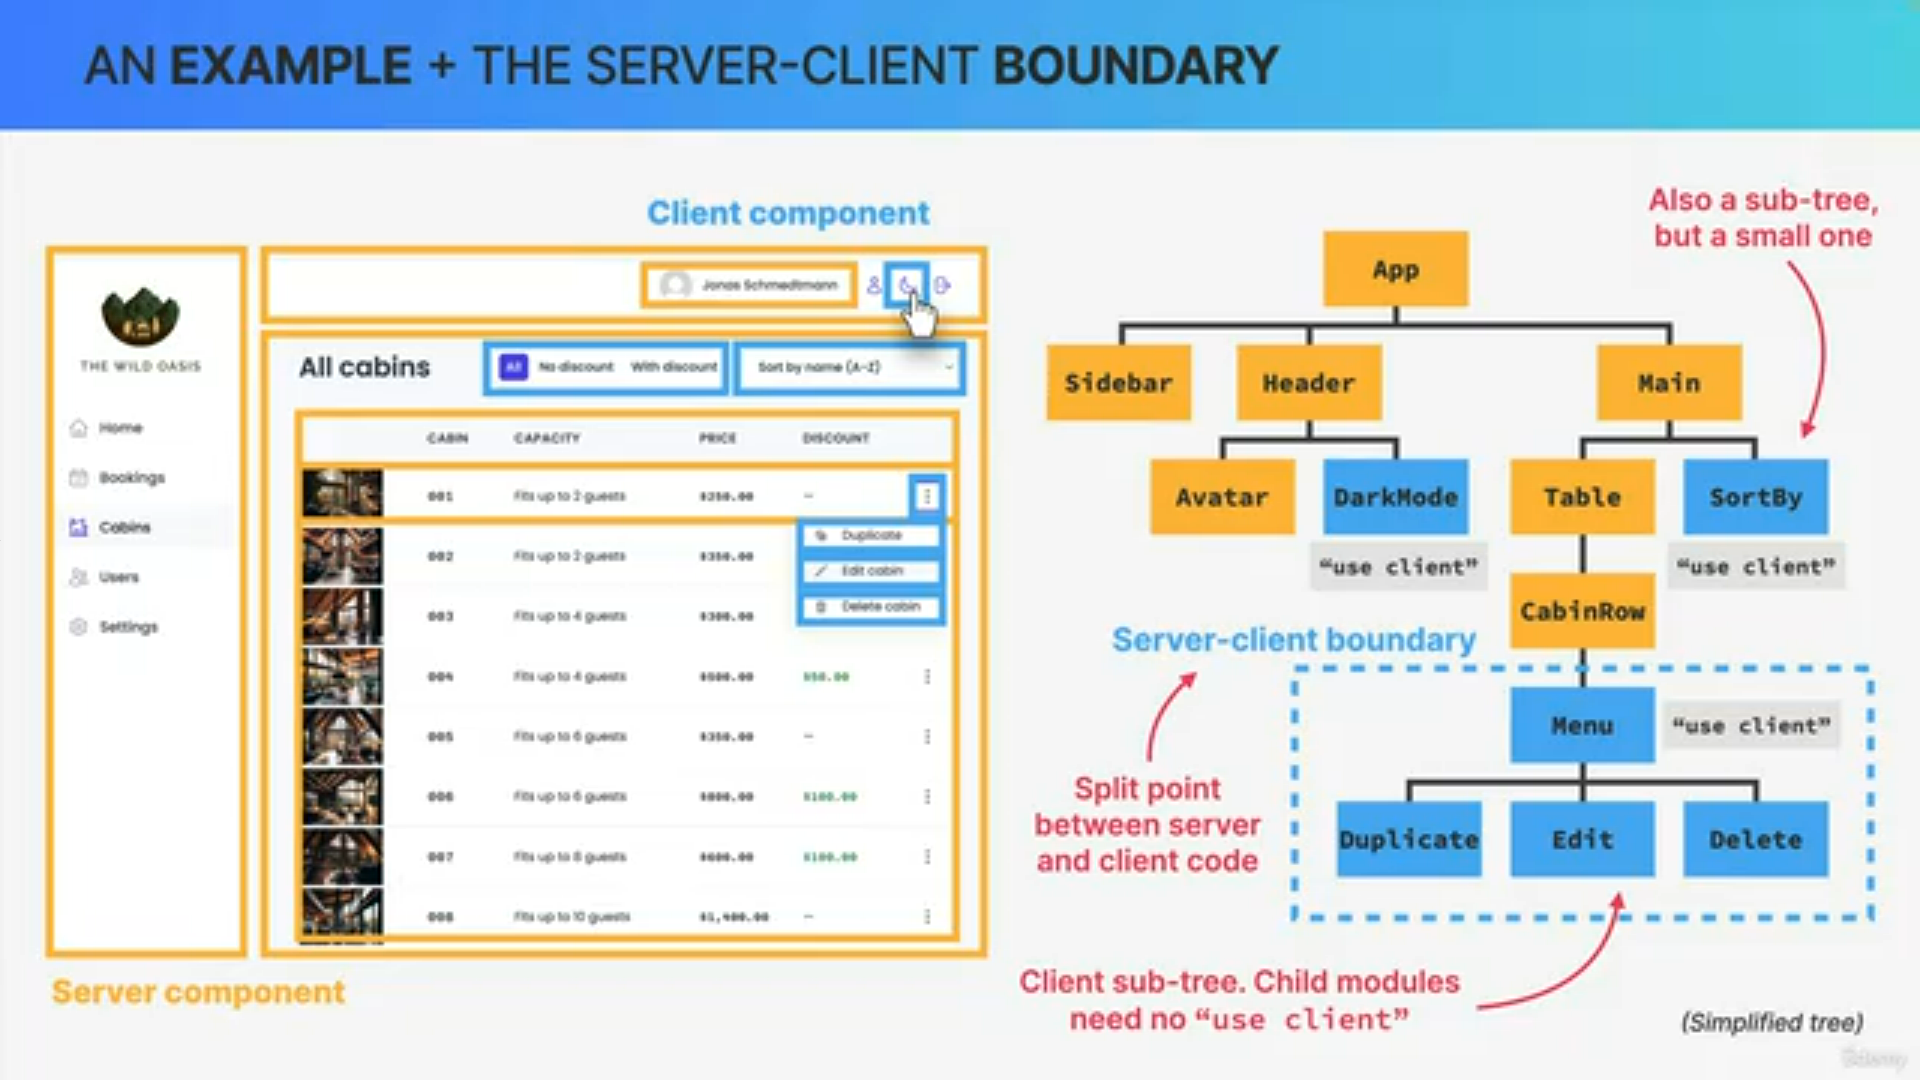 AN EXAMPLE + THE SERVER-CLIENT BOUNDARY
Client component
Jonas Schmedtmann
THE WILD OASIS
Home
Bookings
Cabins
Users
Settings
All cabins
All No discount With discount
Sort by name (A-Z)
CABIN CAPACITY PRICE DISCOUNT
001 Fits up to 2 guests $250.00 —
Duplicate
002 Fits up to 2 guests $350.00
Edit cabin
Delete cabin
003 Fits up to 4 guests $300.00
004 Fits up to 4 guests $500.00 $50.00
005 Fits up to 6 guests $350.00 —
006 Fits up to 6 guests $800.00 $100.00
007 Fits up to 8 guests $600.00 $100.00
008 Fits up to 10 guests $1,400.00 —
Server component
Also a sub-tree,
but a small one
App
Sidebar Header Main
Avatar DarkMode Table SortBy
“use client” “use client”
CabinRow
Server-client boundary
Menu “use client”
Split point
between server
and client code
Duplicate Edit Delete
Client sub-tree. Child modules
need no “use client”
(Simplified tree)
Udemy